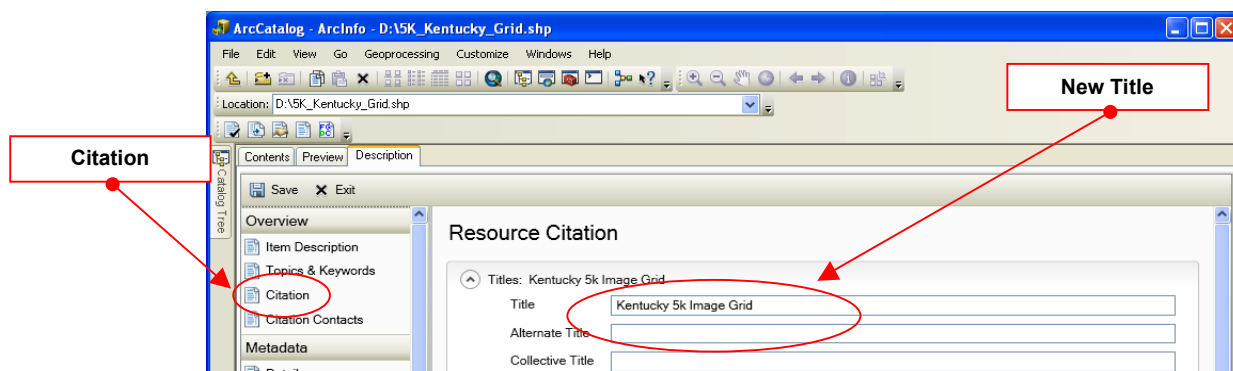 ArcCatalog - ArcInfo - D:\5K_Kentucky_Grid.shp
File Edit View Go Geoprocessing Customize Windows Help
New Title
Location: D:\5K_Kentucky_Grid.shp
Citation
Contents Preview Description
Catalog Tree
Save Exit
Overview
Resource Citation
Item Description
Topics & Keywords
Titles: Kentucky 5k Image Grid
Citation
Title Kentucky 5k Image Grid
Citation Contacts
Alternate Title
Metadata
Collective Title